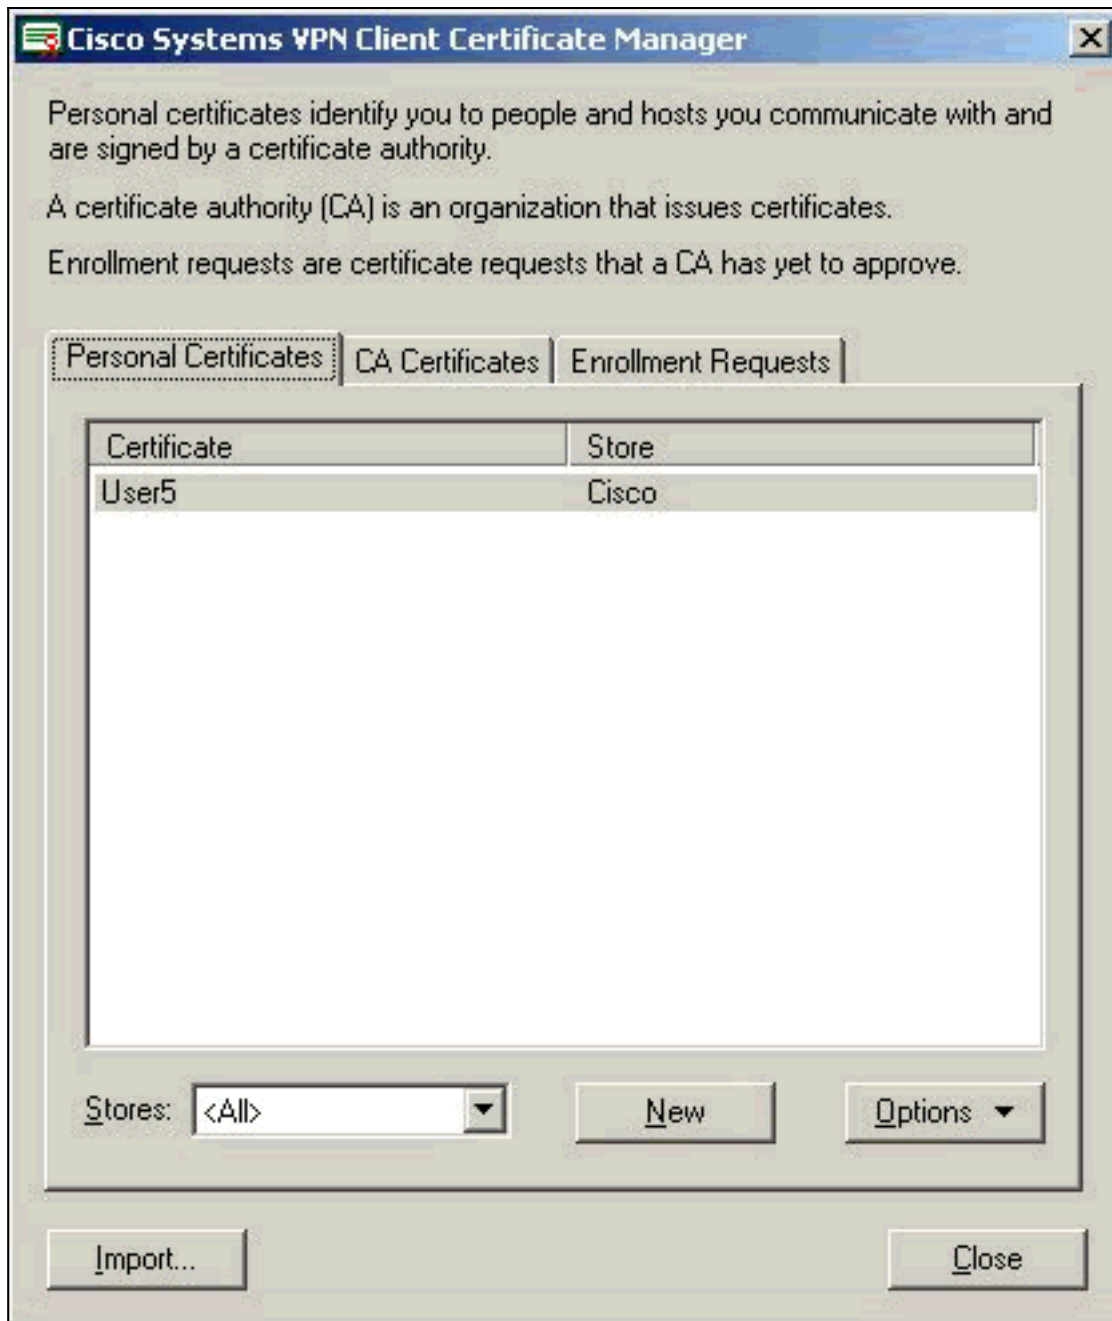 Cisco Systems VPN Client Certificate Manager
Personal certificates identify you to people and hosts you communicate with and
are signed by a certificate authority.
A certificate authority (CA) is an organization that issues certificates.
Enrollment requests are certificate requests that a CA has yet to approve.
Personal Certificates CA Certificates Enrollment Requests
Certificate Store
User5 Cisco
Stores: <All> New Options
Import... Close